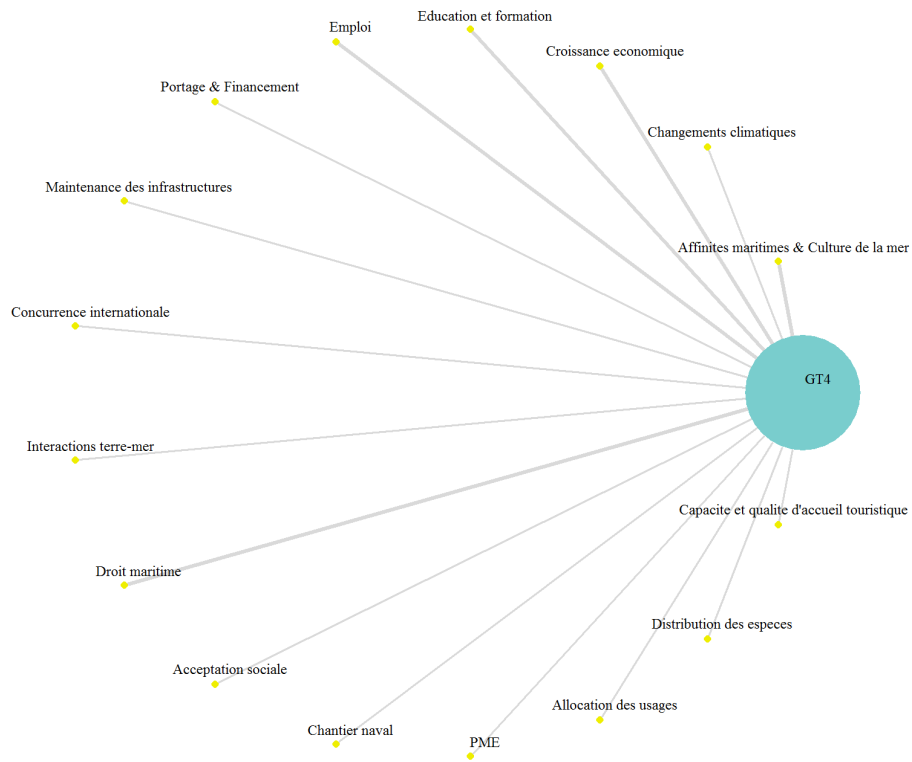 Education et formation
Emploi
Croissance economique
Portage & Financement
Changements climatiques
Maintenance des infrastructures
Affinites maritimes & Culture de la mer
Concurrence internationale
GT4
Interactions terre-mer
Capacite et qualite d'accueil touristique
Droit maritime
Distribution des especes
Acceptation sociale
Allocation des usages
Chantier naval
PME